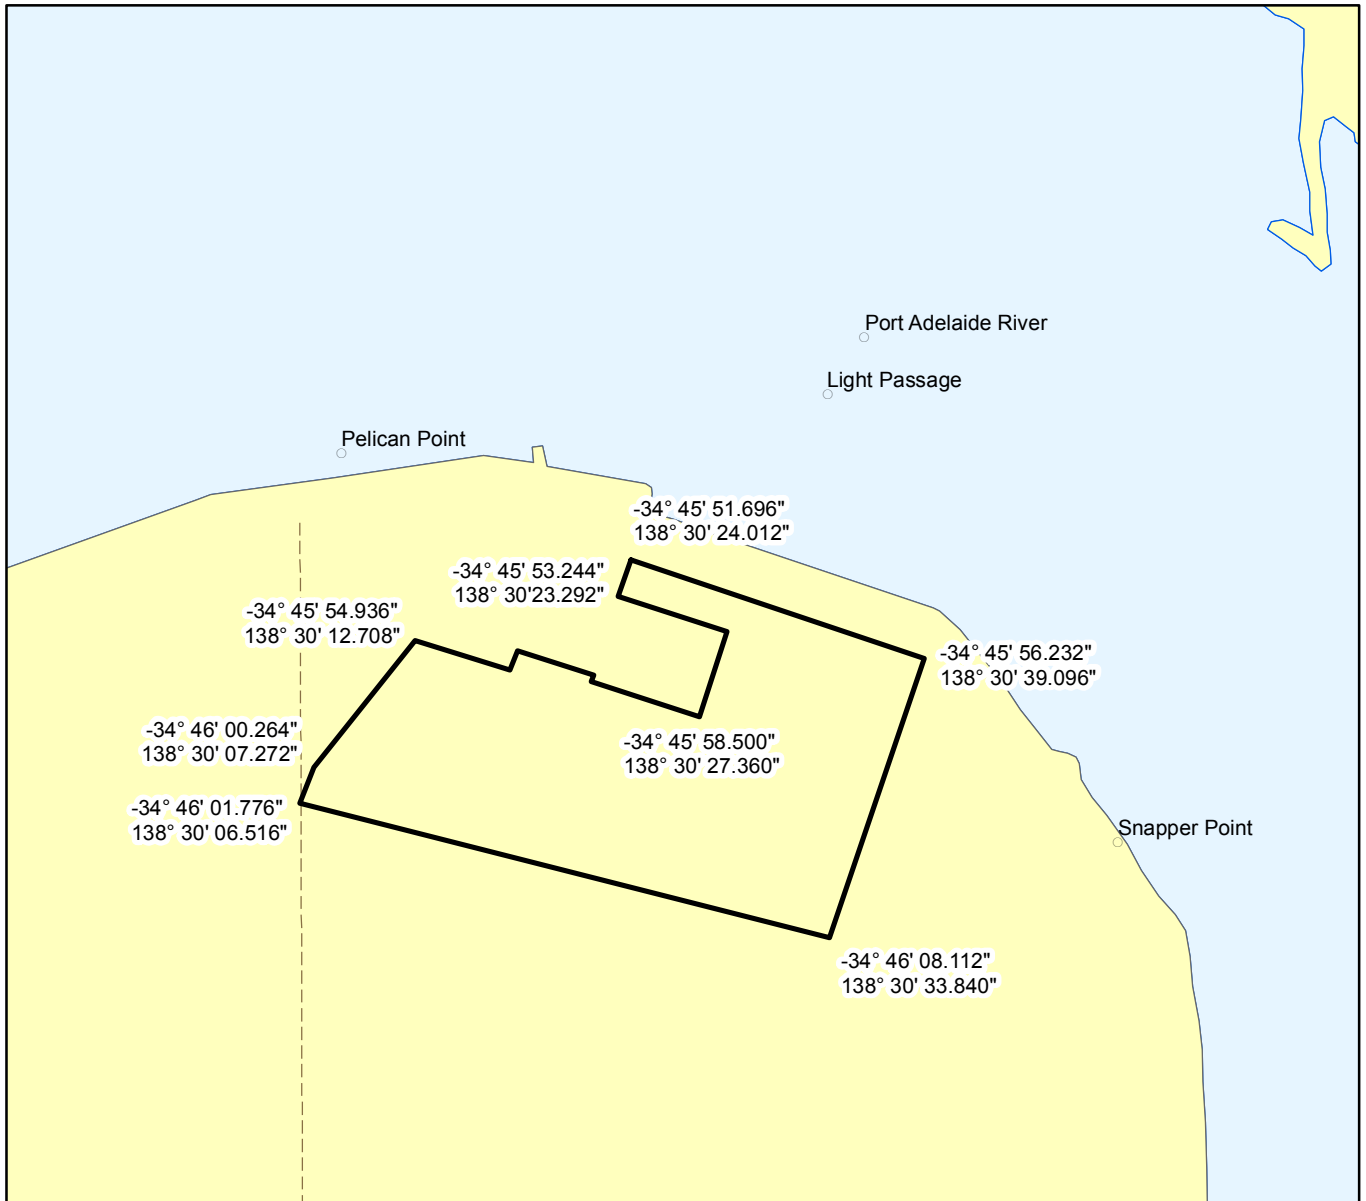 Port Adelaide River
Light Passage
Pelican Point
-34° 45' 51.696"
138° 30' 24.012"
-34° 45' 53.244"
138° 30'23.292"
-34° 45' 54.936"
138° 30' 12.708"
-34° 45' 56.232"
138° 30' 39.096"
-34° 46' 00.264"
138° 30' 07.272"
-34° 45' 58.500"
138° 30' 27.360"
-34° 46' 01.776"
138° 30' 06.516"
Snapper Point
-34° 46' 08.112"
138° 30' 33.840"